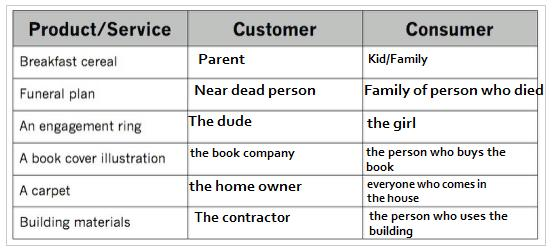 Product/Service Customer Consumer
Breakfast cereal Parent Kid/Family
Funeral plan Near dead person Family of person who died
An engagement ring The dude the girl
A book cover illustration the book company the person who buys the
book
A carpet the home owner everyone who comes in
the house
Building materials The contractor the person who uses the
building